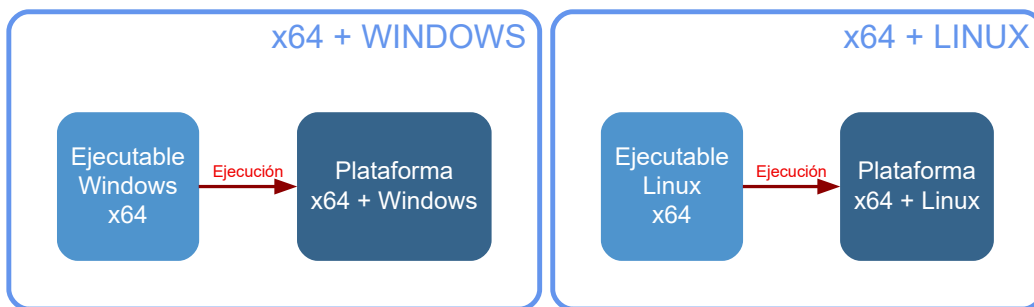 x64 + WINDOWS
Ejecutable
Windows
x64
Ejecución
Plataforma
x64 + Windows
x64 + LINUX
Ejecutable
Linux
x64
Ejecución
Plataforma
x64 + Linux